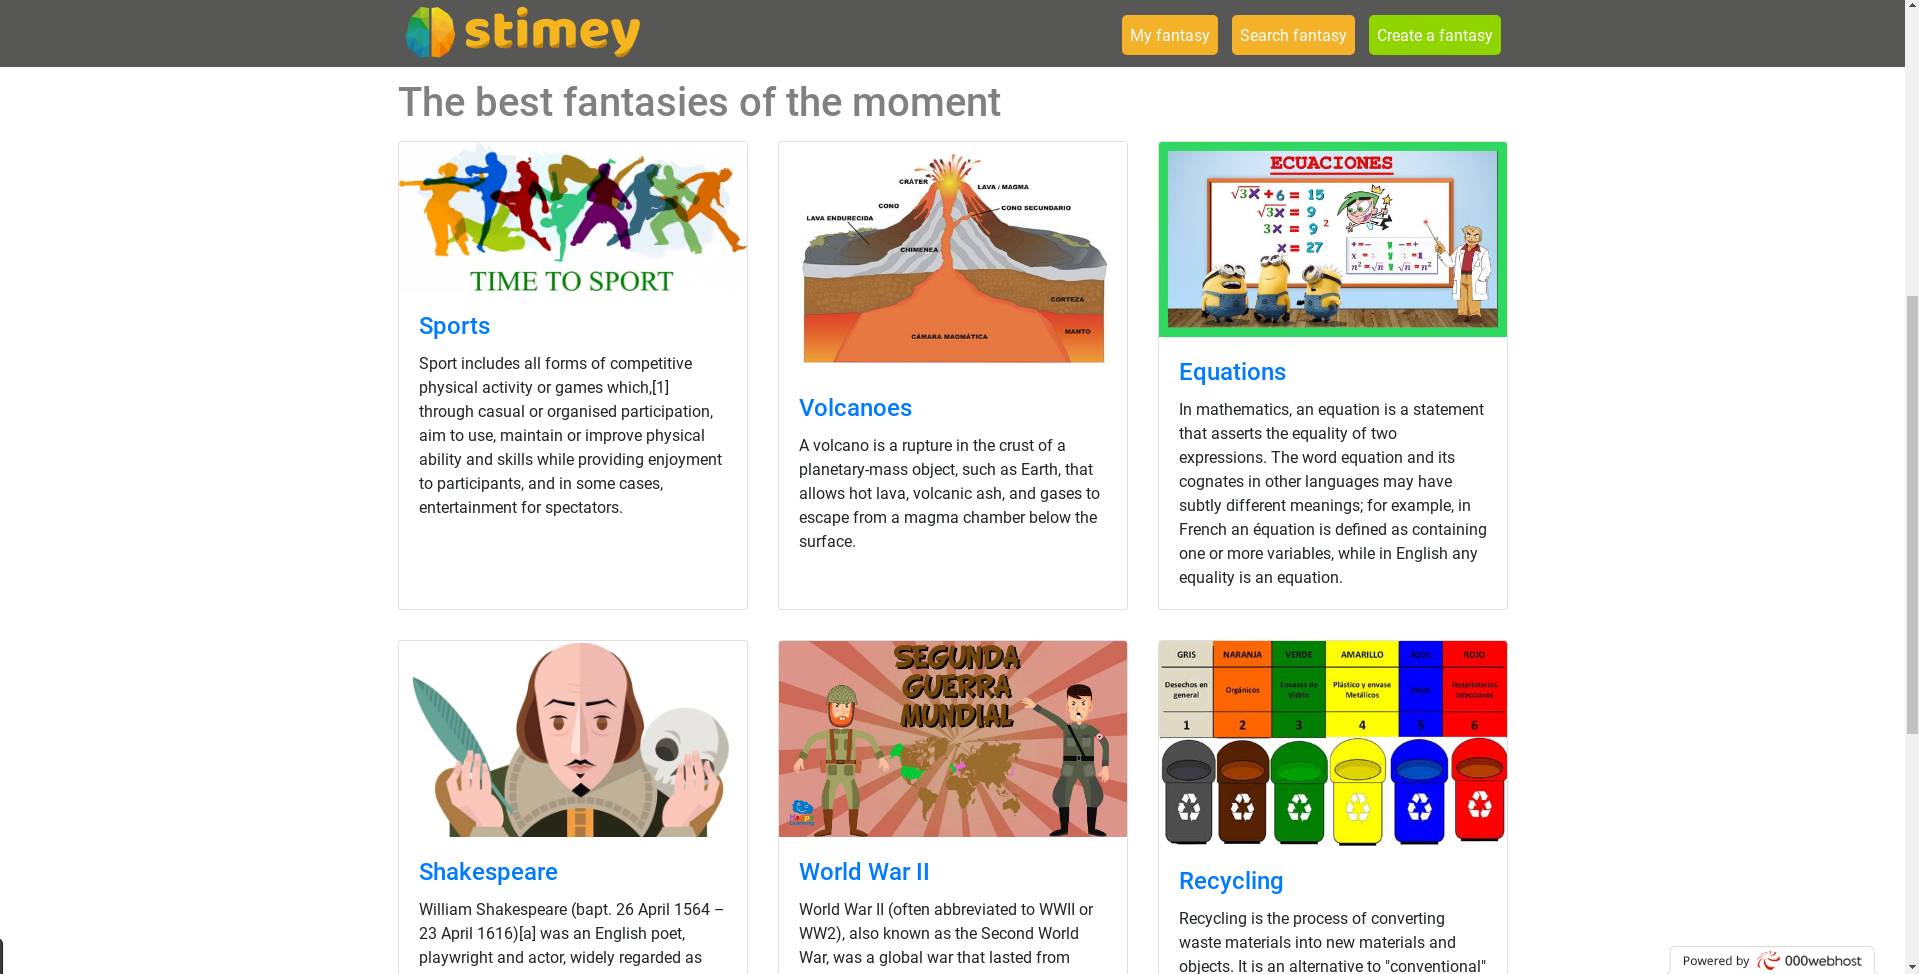 stimey
My fantasy
Search fantasy
Create a fantasy
The best fantasies of the moment
TIME TO SPORT
Sports
Sport includes all forms of competitive
physical activity or games which,[1]
through casual or organised participation,
aim to use, maintain or improve physical
ability and skills while providing enjoyment
to participants, and in some cases,
entertainment for spectators.
CRÁTER
LAVA / MAGMA
CONO
CONO SECUNDARIO
LAVA ENDURECIDA
CHIMENEA
CORTEZA
MANTO
CÁMARA MAGMÁTICA
Volcanoes
A volcano is a rupture in the crust of a
planetary-mass object, such as Earth, that
allows hot lava, volcanic ash, and gases to
escape from a magma chamber below the
surface.
ECUACIONES
√3x + 6 = 15
√3x = 9
3x = 9 2
x = 27
Equations
In mathematics, an equation is a statement
that asserts the equality of two
expressions. The word equation and its
cognates in other languages may have
subtly different meanings; for example, in
French an équation is defined as containing
one or more variables, while in English any
equality is an equation.
Shakespeare
William Shakespeare (bapt. 26 April 1564 –
23 April 1616)[a] was an English poet,
playwright and actor, widely regarded as
SEGUNDA
GUERRA
MUNDIAL
Happy
Learning
World War II
World War II (often abbreviated to WWII or
WW2), also known as the Second World
War, was a global war that lasted from
GRIS NARANJA VERDE AMARILLO AZUL ROJO
Desechos en general
Orgánicos
Envases de Vidrio
Plástico y envase Metálicos
Papel
Hospitalarios infecciosos
1 2 3 4 5 6
Recycling
Recycling is the process of converting
waste materials into new materials and
objects. It is an alternative to "conventional"
Powered by 000webhost